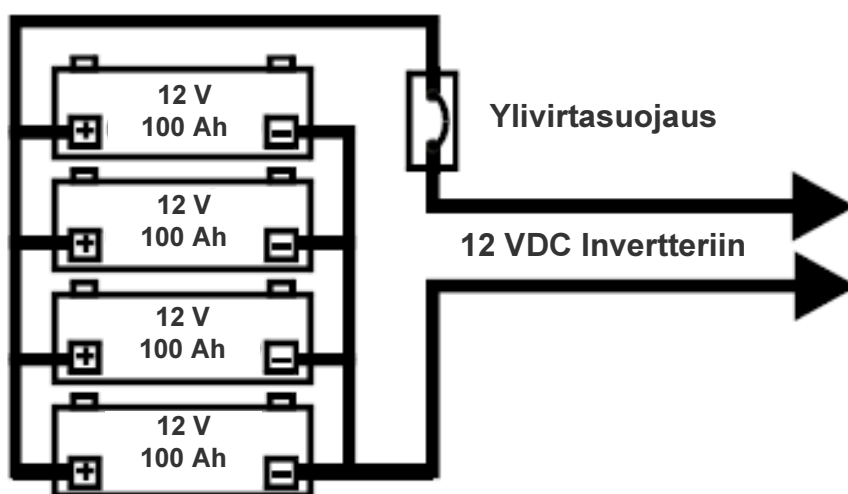 12 V
100 Ah
+
−
12 V
100 Ah
+
−
12 V
100 Ah
+
−
12 V
100 Ah
+
−
Ylivirtasuojaus
12 VDC Invertteriin